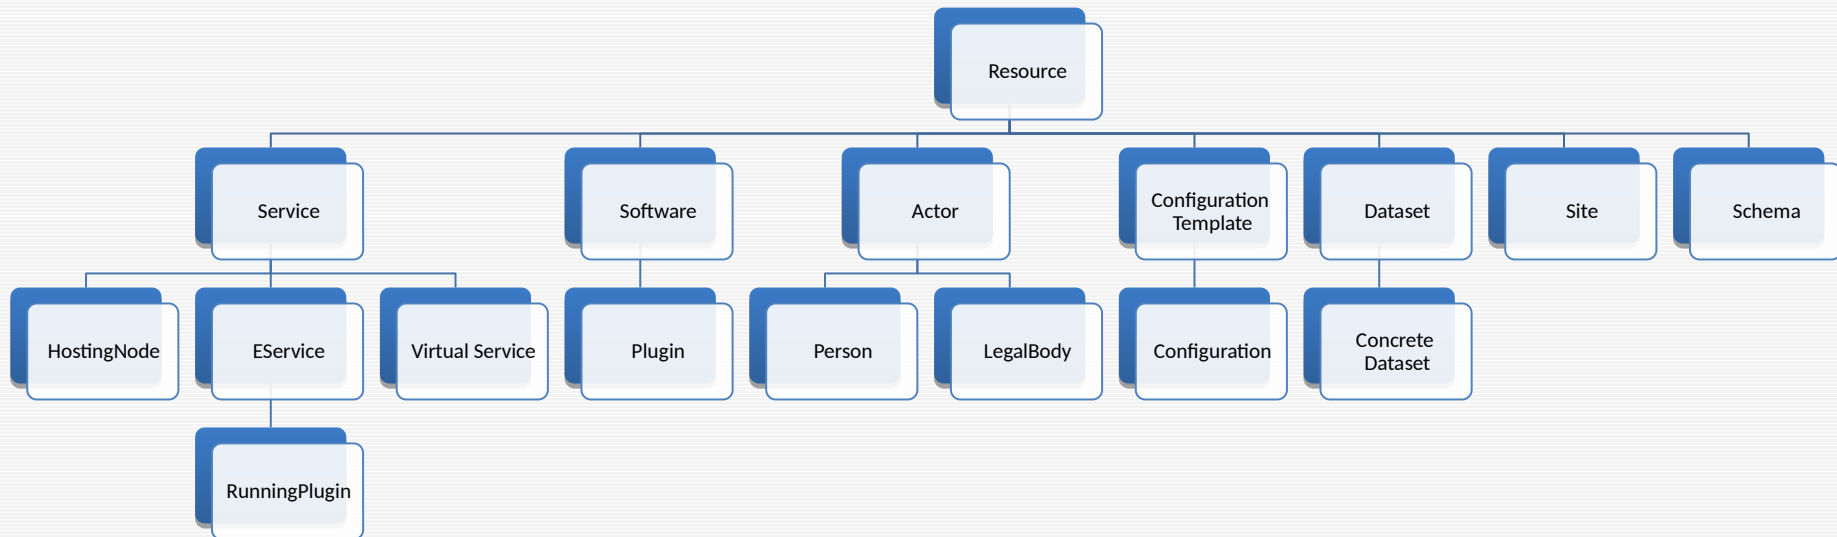 Resource
Service
Software
Actor
Configuration
Template
Dataset
Site
Schema
HostingNode
EService
Virtual Service
Plugin
Person
LegalBody
Configuration
Concrete
Dataset
RunningPlugin